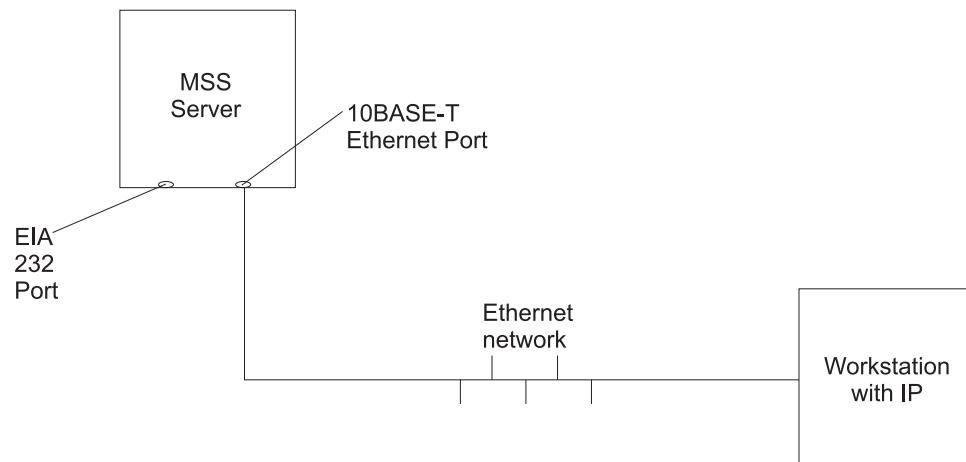 MSS
Server
10BASE-T
Ethernet Port
EIA
232
Port
Ethernet
network
Workstation
with IP